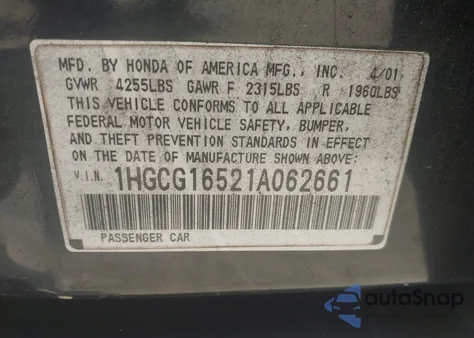 MFD. BY HONDA OF AMERICA MFG., INC. 4/01
GVWR 4255LBS GAWR F 2315LBS R 1960LBS
THIS VEHICLE CONFORMS TO ALL APPLICABLE
FEDERAL MOTOR VEHICLE SAFETY, BUMPER,
AND THEFT PREVENTION STANDARDS IN EFFECT
ON THE DATE OF MANUFACTURE SHOWN ABOVE.
V.I.N. 1HGCG16521A062661
PASSENGER CAR
autoSnap